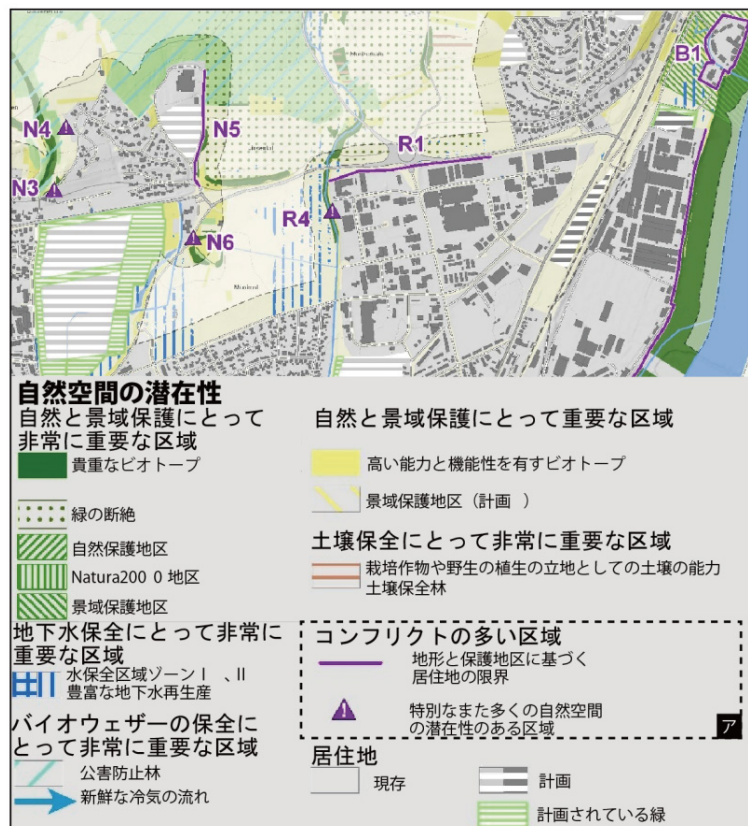 B1
N4
N5
R1
N3
R4
N6
自然空間の潜在性
自然と景域保護にとって
非常に重要な区域
貴重なビオトープ
緑の断絶
自然保護地区
Natura200 0 地区
景域保護地区
自然と景域保護にとって重要な区域
高い能力と機能性を有すビオトープ
景域保護地区（計画 ）
土壌保全にとって非常に重要な区域
栽培作物や野生の植生の立地としての土壌の能力
土壌保全林
地下水保全にとって非常に
重要な区域
水保全区域ゾーンⅠ 、Ⅱ
豊富な地下水再生産
バイオウェザーの保全に
とって非常に重要な区域
公害防止林
新鮮な冷気の流れ
コンフリクトの多い区域
地形と保護地区に基づく
居住地の限界
特別なまた多くの自然空間
の潜在性のある区域
ア
居住地
現存
計画
計画されている緑